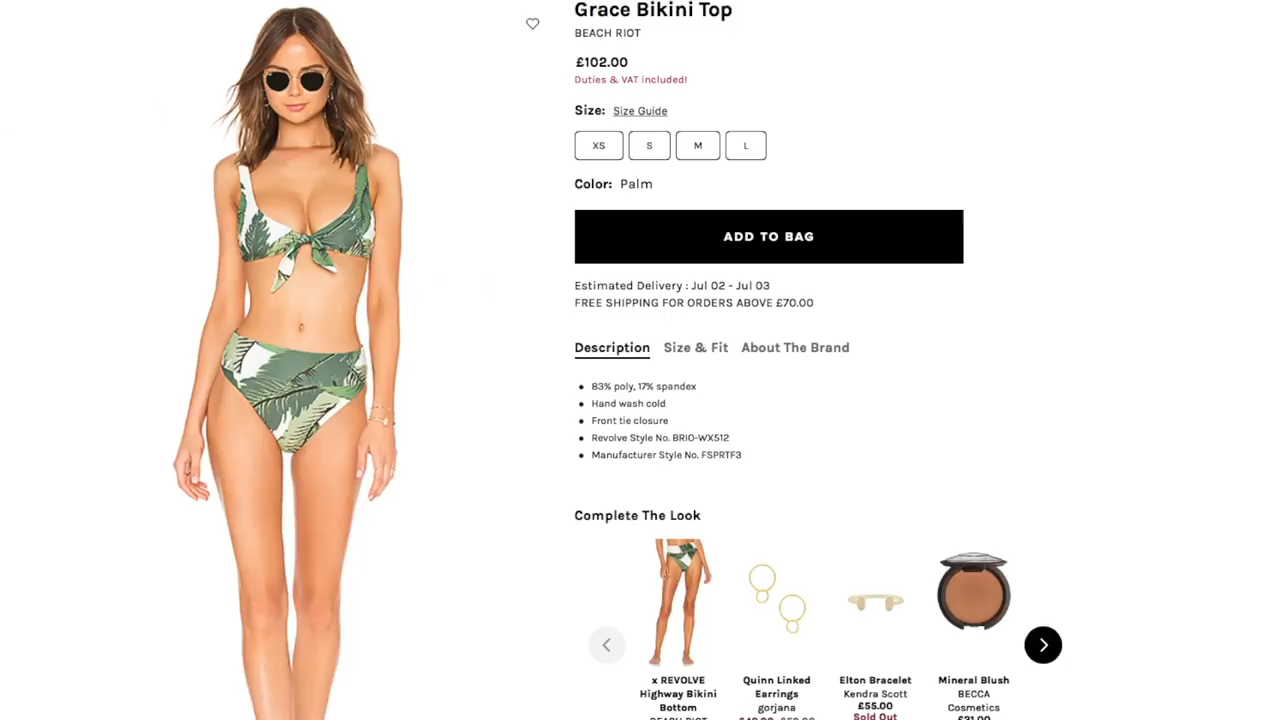 Grace Bikini Top
BEACH RIOT
£102.00
Duties & VAT included!
Size: Size Guide
XS S M L
Color: Palm
ADD TO BAG
Estimated Delivery : Jul 02 - Jul 03
FREE SHIPPING FOR ORDERS ABOVE £70.00
Description Size & Fit About The Brand
83% poly, 17% spandex
Hand wash cold
Front tie closure
Revolve Style No. BRIO-WX512
Manufacturer Style No. FSPRTF3
Complete The Look
x REVOLVE
Highway Bikini
Bottom
BEACH RIOT
Quinn Linked
Earrings
gorjana
Elton Bracelet
Kendra Scott
£55.00
Sold Out
Mineral Blush
BECCA
Cosmetics
£31.00